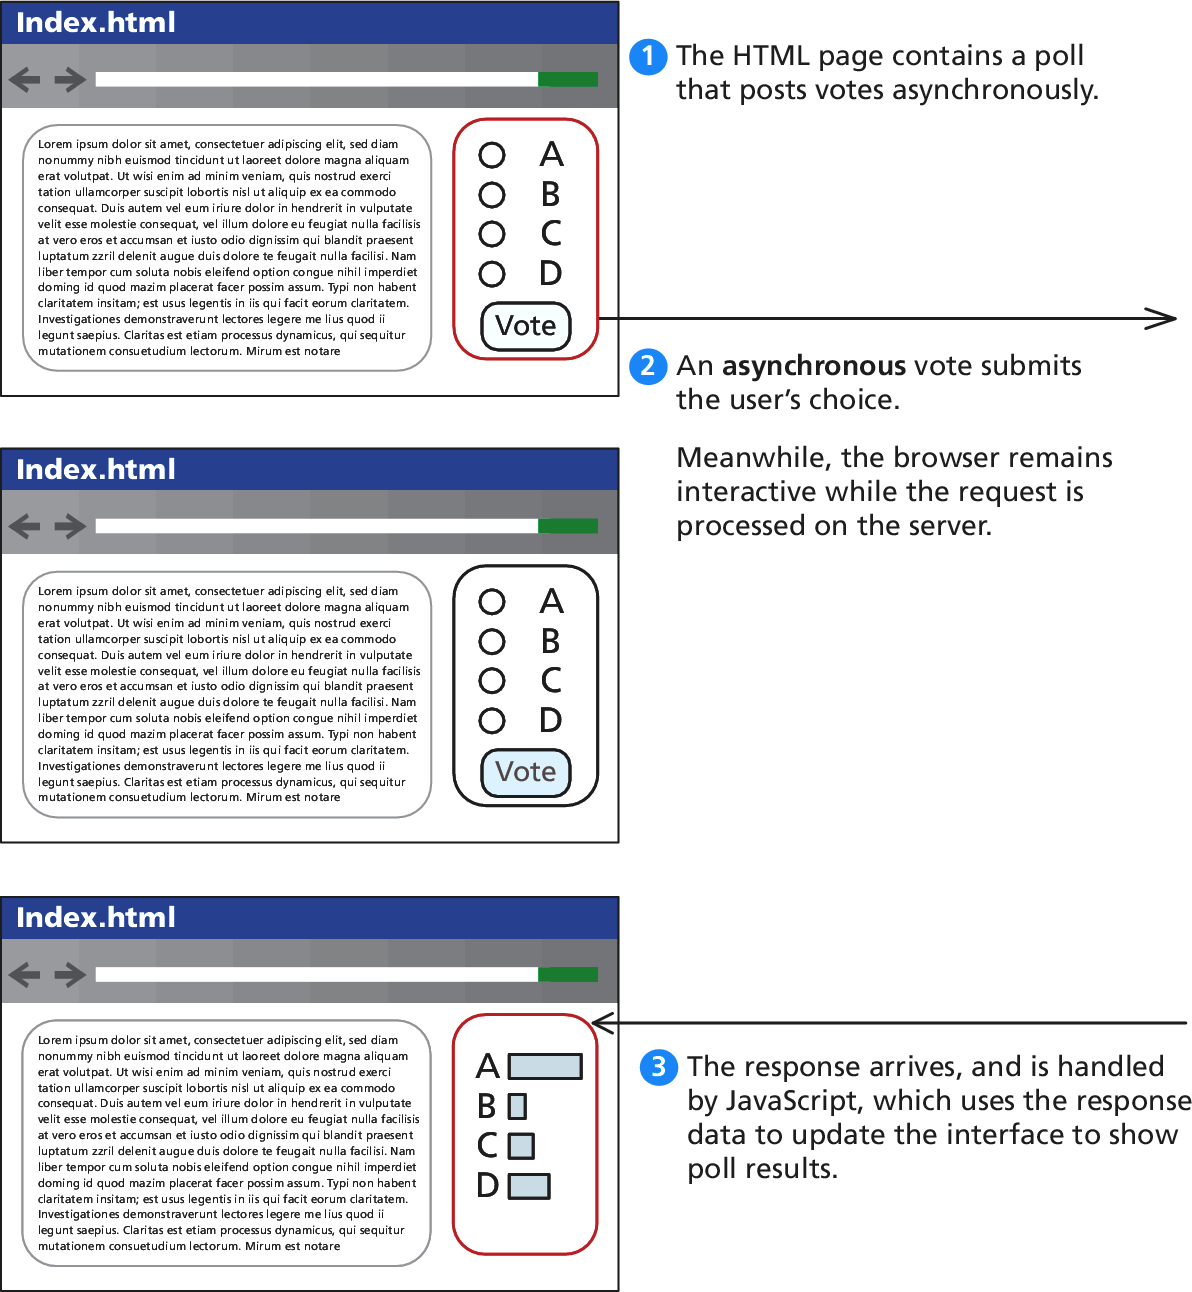 Index.html
Lorem ipsum dolor sit amet, consectetuer adipiscing elit, sed diam
nonummy nibh euismod tincidunt ut laoreet dolore magna aliquam
erat volutpat. Ut wisi enim ad minim veniam, quis nostrud exerci
tation ullamcorper suscipit lobortis nisl ut aliquip ex ea commodo
consequat. Duis autem vel eum iriure dolor in hendrerit in vulputate
velit esse molestie consequat, vel illum dolore eu feugiat nulla facilisis
at vero eros et accumsan et iusto odio dignissim qui blandit praesent
luptatum zzril delenit augue duis dolore te feugait nulla facilisi. Nam
liber tempor cum soluta nobis eleifend option congue nihil imperdiet
doming id quod mazim placerat facer possim assum. Typi non habent
claritatem insitam; est usus legentis in iis qui facit eorum claritatem.
Investigationes demonstraverunt lectores legere me lius quod ii
legunt saepius. Claritas est etiam processus dynamicus, qui sequitur
mutationem consuetudium lectorum. Mirum est notare
A
B
C
D
Vote
1 The HTML page contains a poll
that posts votes asynchronously.
2 An asynchronous vote submits
the user’s choice.
Meanwhile, the browser remains
interactive while the request is
processed on the server.
Index.html
Lorem ipsum dolor sit amet, consectetuer adipiscing elit, sed diam
nonummy nibh euismod tincidunt ut laoreet dolore magna aliquam
erat volutpat. Ut wisi enim ad minim veniam, quis nostrud exerci
tation ullamcorper suscipit lobortis nisl ut aliquip ex ea commodo
consequat. Duis autem vel eum iriure dolor in hendrerit in vulputate
velit esse molestie consequat, vel illum dolore eu feugiat nulla facilisis
at vero eros et accumsan et iusto odio dignissim qui blandit praesent
luptatum zzril delenit augue duis dolore te feugait nulla facilisi. Nam
liber tempor cum soluta nobis eleifend option congue nihil imperdiet
doming id quod mazim placerat facer possim assum. Typi non habent
claritatem insitam; est usus legentis in iis qui facit eorum claritatem.
Investigationes demonstraverunt lectores legere me lius quod ii
legunt saepius. Claritas est etiam processus dynamicus, qui sequitur
mutationem consuetudium lectorum. Mirum est notare
A
B
C
D
Vote
Index.html
Lorem ipsum dolor sit amet, consectetuer adipiscing elit, sed diam
nonummy nibh euismod tincidunt ut laoreet dolore magna aliquam
erat volutpat. Ut wisi enim ad minim veniam, quis nostrud exerci
tation ullamcorper suscipit lobortis nisl ut aliquip ex ea commodo
consequat. Duis autem vel eum iriure dolor in hendrerit in vulputate
velit esse molestie consequat, vel illum dolore eu feugiat nulla facilisis
at vero eros et accumsan et iusto odio dignissim qui blandit praesent
luptatum zzril delenit augue duis dolore te feugait nulla facilisi. Nam
liber tempor cum soluta nobis eleifend option congue nihil imperdiet
doming id quod mazim placerat facer possim assum. Typi non habent
claritatem insitam; est usus legentis in iis qui facit eorum claritatem.
Investigationes demonstraverunt lectores legere me lius quod ii
legunt saepius. Claritas est etiam processus dynamicus, qui sequitur
mutationem consuetudium lectorum. Mirum est notare
A
B
C
D
3 The response arrives, and is handled
by JavaScript, which uses the response
data to update the interface to show
poll results.